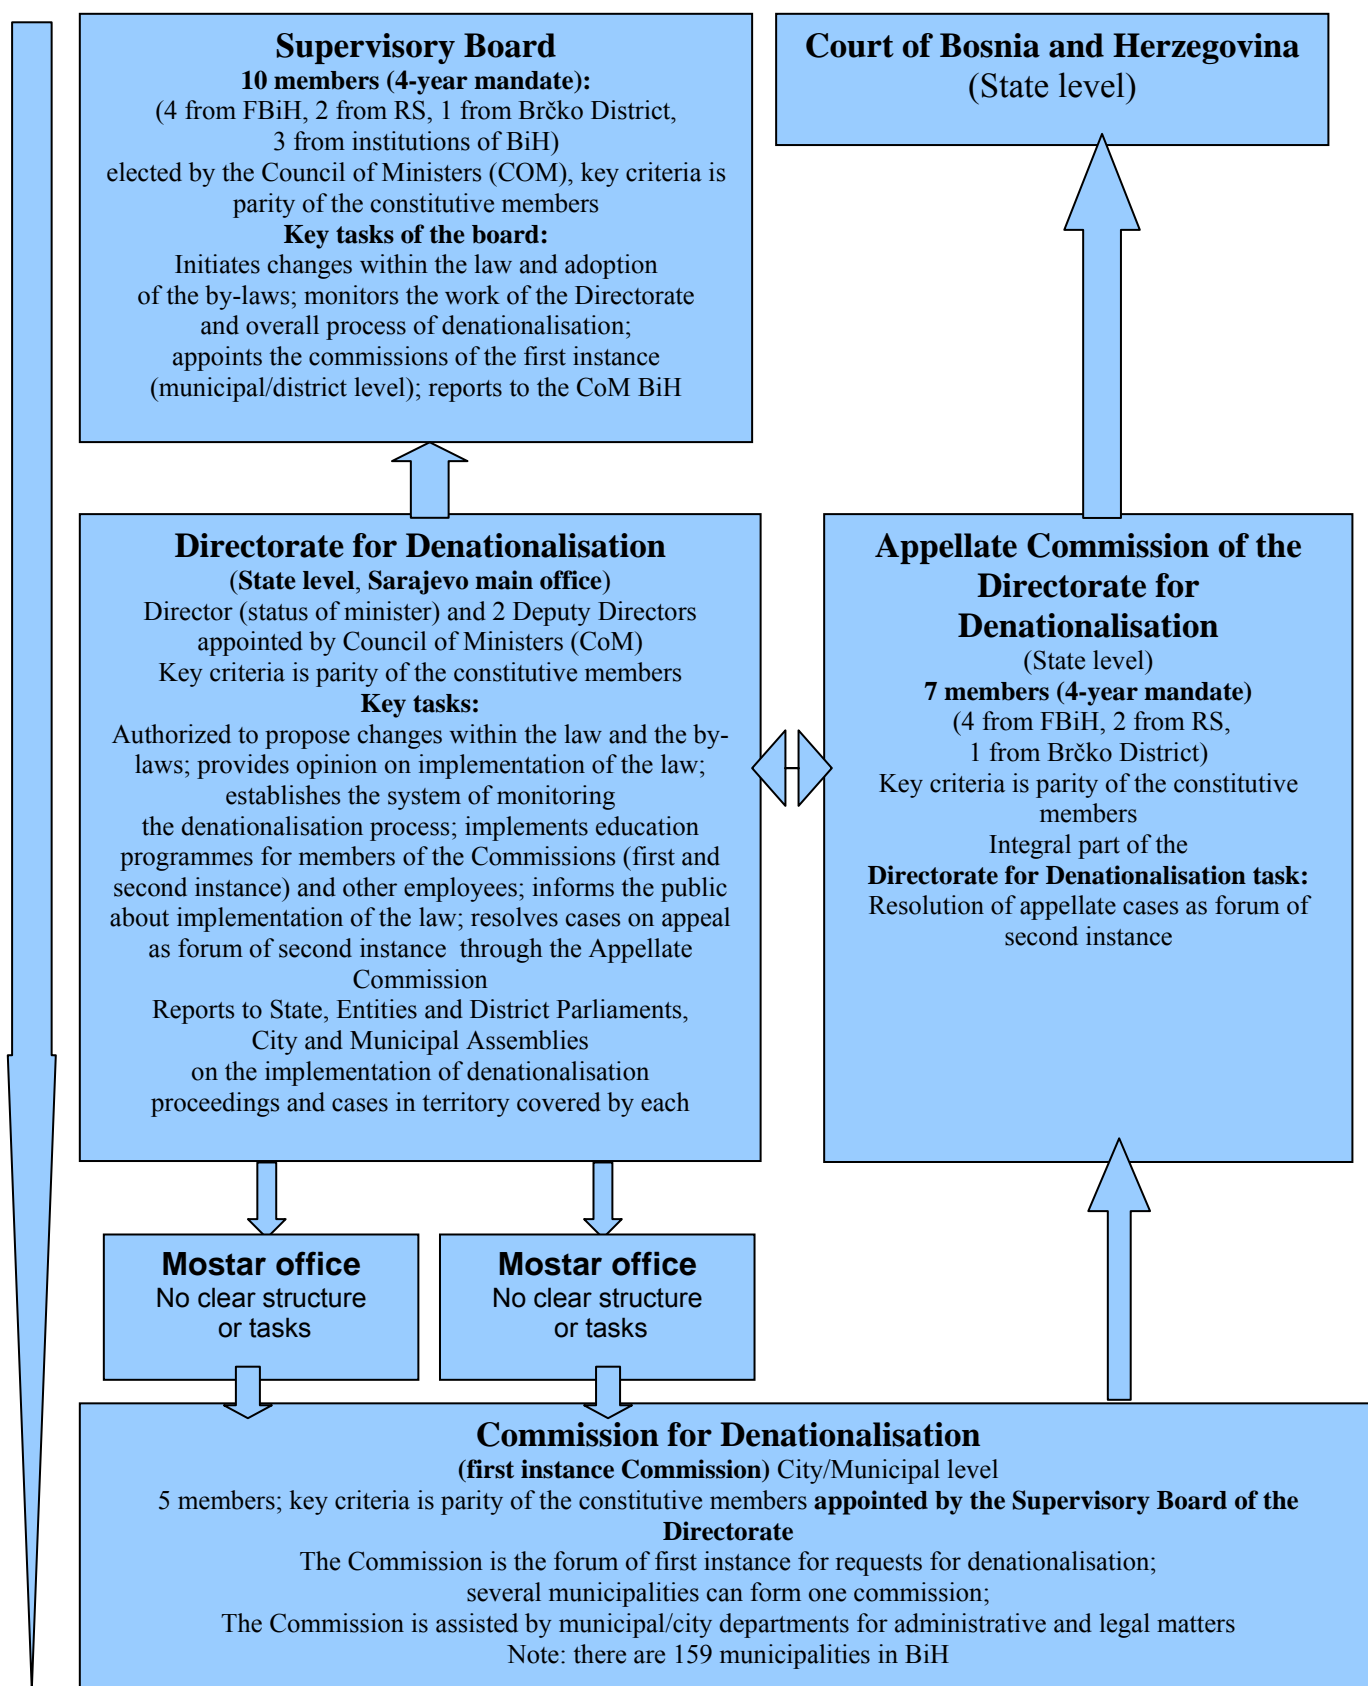 Supervisory Board
10 members (4-year mandate):
(4 from FBiH, 2 from RS, 1 from Brčko District,
3 from institutions of BiH)
elected by the Council of Ministers (COM), key criteria is
parity of the constitutive members
Key tasks of the board:
Initiates changes within the law and adoption
of the by-laws; monitors the work of the Directorate
and overall process of denationalisation;
appoints the commissions of the first instance
(municipal/district level); reports to the CoM BiH
Court of Bosnia and Herzegovina
(State level)
Directorate for Denationalisation
(State level, Sarajevo main office)
Director (status of minister) and 2 Deputy Directors
appointed by Council of Ministers (CoM)
Key criteria is parity of the constitutive members
Key tasks:
Authorized to propose changes within the law and the by-
laws; provides opinion on implementation of the law;
establishes the system of monitoring
the denationalisation process; implements education
programmes for members of the Commissions (first and
second instance) and other employees; informs the public
about implementation of the law; resolves cases on appeal
as forum of second instance through the Appellate
Commission
Reports to State, Entities and District Parliaments,
City and Municipal Assemblies
on the implementation of denationalisation
proceedings and cases in territory covered by each
Appellate Commission of the
Directorate for
Denationalisation
(State level)
7 members (4-year mandate)
(4 from FBiH, 2 from RS,
1 from Brčko District)
Key criteria is parity of the constitutive
members
Integral part of the
Directorate for Denationalisation task:
Resolution of appellate cases as forum of
second instance
Mostar office
No clear structure
or tasks
Mostar office
No clear structure
or tasks
Commission for Denationalisation
(first instance Commission) City/Municipal level
5 members; key criteria is parity of the constitutive members appointed by the Supervisory Board of the
Directorate
The Commission is the forum of first instance for requests for denationalisation;
several municipalities can form one commission;
The Commission is assisted by municipal/city departments for administrative and legal matters
Note: there are 159 municipalities in BiH